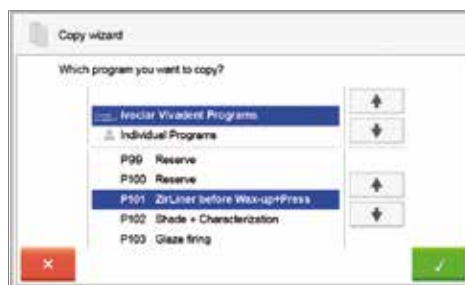 Copy wizard
Which program you want to copy?
Ivoclar Vivadent Programs
Individual Programs
P99 Reserve
P100 Reserve
P101 ZirLiner before Wax-up+Press
P102 Shade + Characterization
P103 Glaze firing